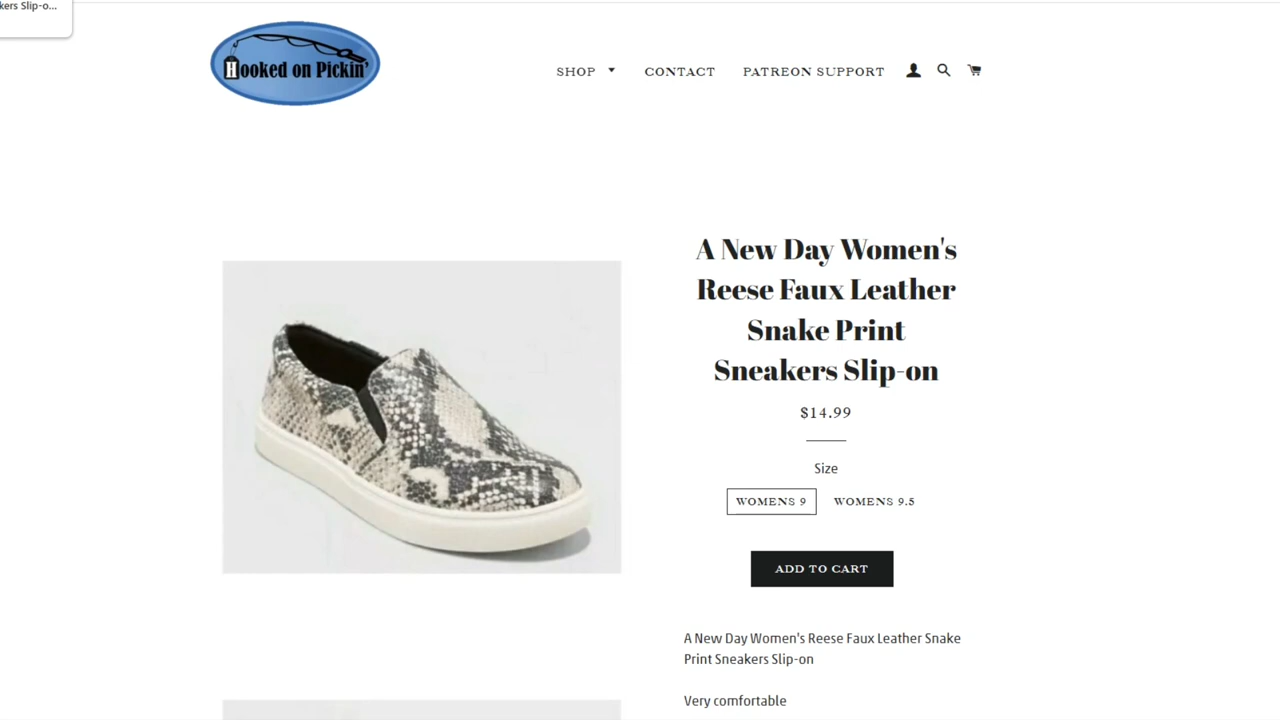 kers Slip-o...
Hooked on Pickin'
SHOP CONTACT PATREON SUPPORT
A New Day Women's
Reese Faux Leather
Snake Print
Sneakers Slip-on
$14.99
Size
WOMENS 9 WOMENS 9.5
ADD TO CART
A New Day Women's Reese Faux Leather Snake
Print Sneakers Slip-on
Very comfortable